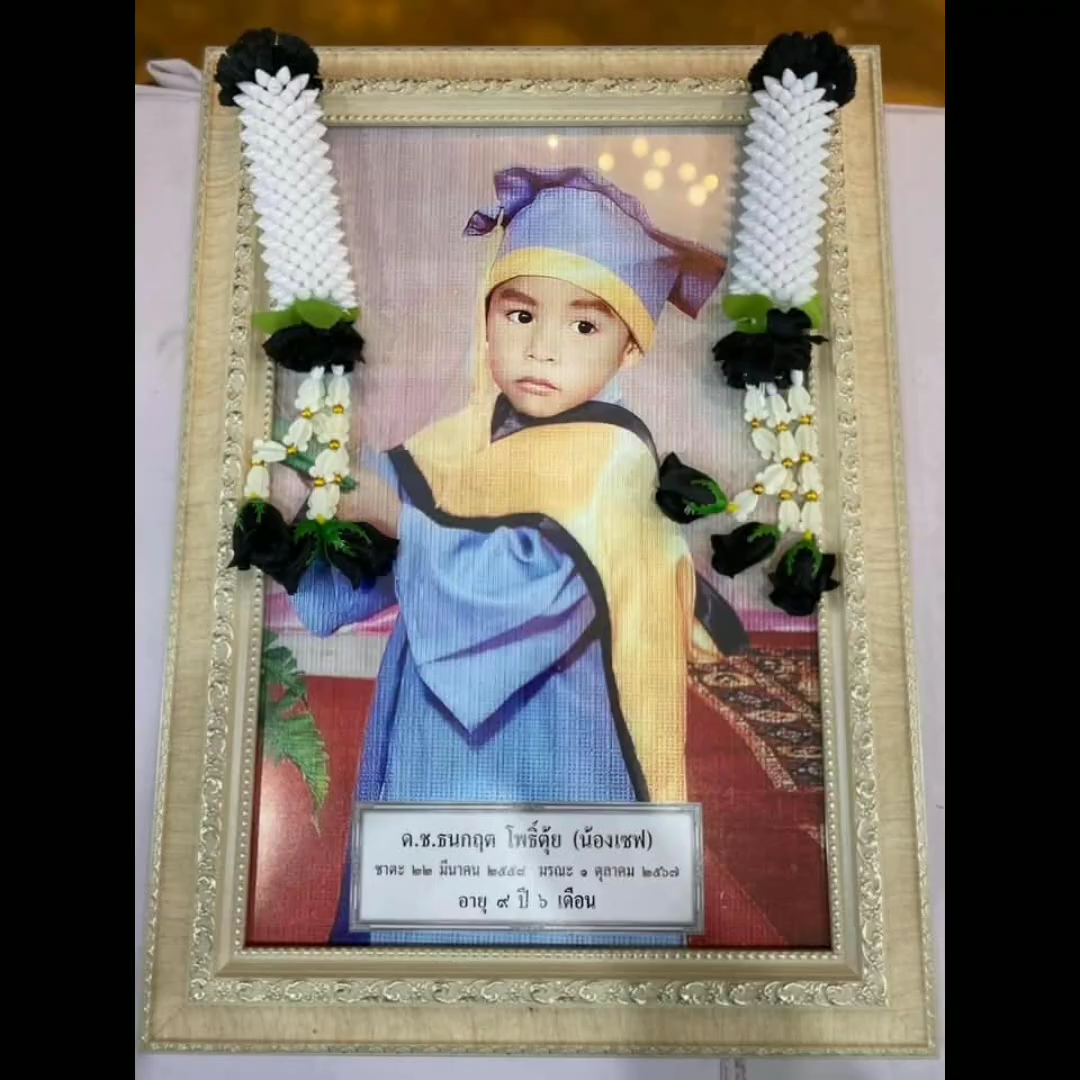 ด.ช.ธนกฤต โพธิ์ตุ้ย (น้องเชฟ)
ชาตะ ๒๒ มีนาคม ๒๕๕๘ มรณะ ๑ ตุลาคม ๒๕๖๗
อายุ ๙ ปี ๖ เดือน